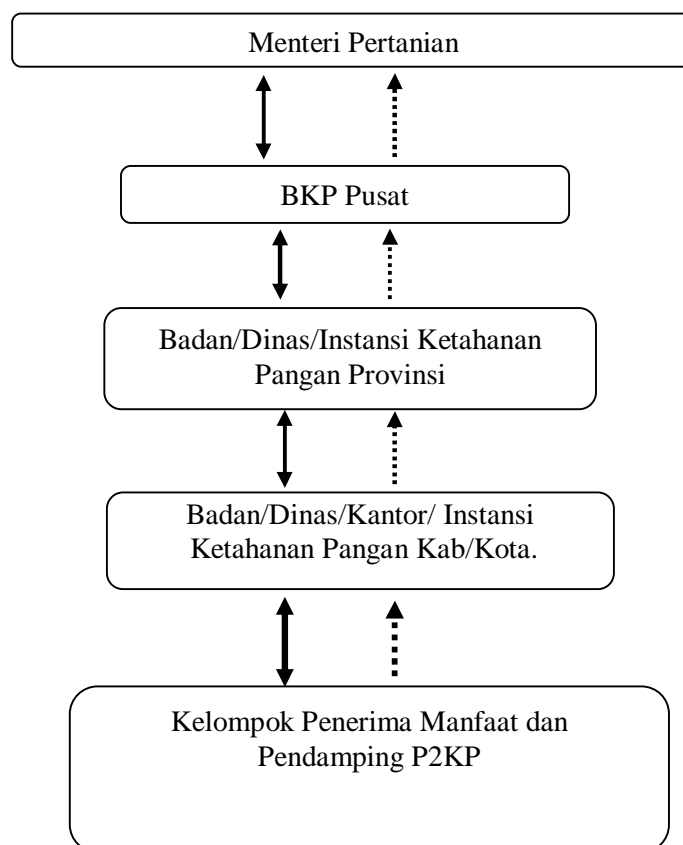 Menteri Pertanian
BKP Pusat
Badan/Dinas/Instansi Ketahanan
Pangan Provinsi
Badan/Dinas/Kantor/ Instansi
Ketahanan Pangan Kab/Kota.
Kelompok Penerima Manfaat dan
Pendamping P2KP